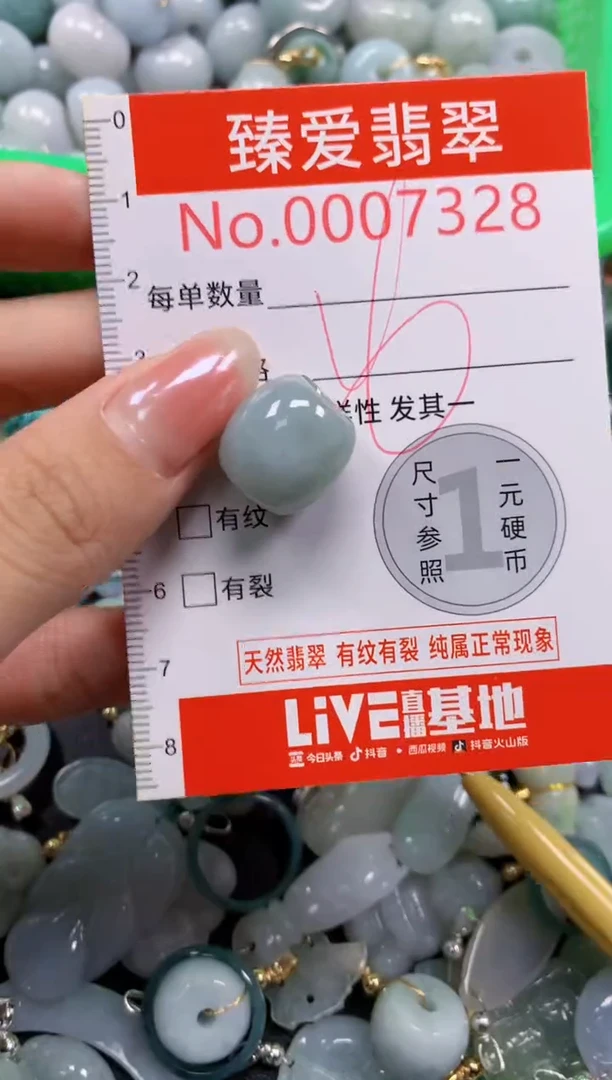 0
臻爱翡翠
1
No.0007328
2
每单数量
样性 发其一
尺寸参照
1
一元硬币
有纹
6
有裂
天然翡翠 有纹有裂 纯属正常现象
7
LiVE直播基地
8
今日头条 抖音 • 西瓜视频 抖音火山版